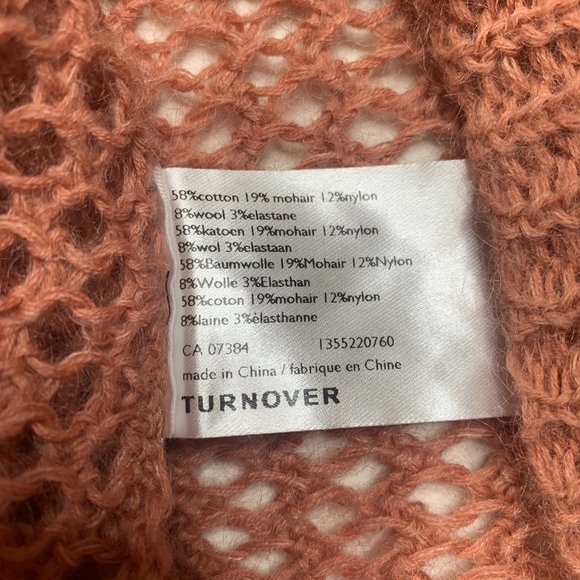 58%cotton 19% mohair 12%nylon
8%wool 3%elastane
58%katoen 19%mohair 12%nylon
8%wol 3%elastaan
58%Baumwolle 19%Mohair 12%Nylon
8%Wolle 3%Elasthan
58%coton 19%mohair 12%nylon
8%laine 3%élasthanne
CA 07384 1355220760
made in China / fabrique en Chine
TURNOVER